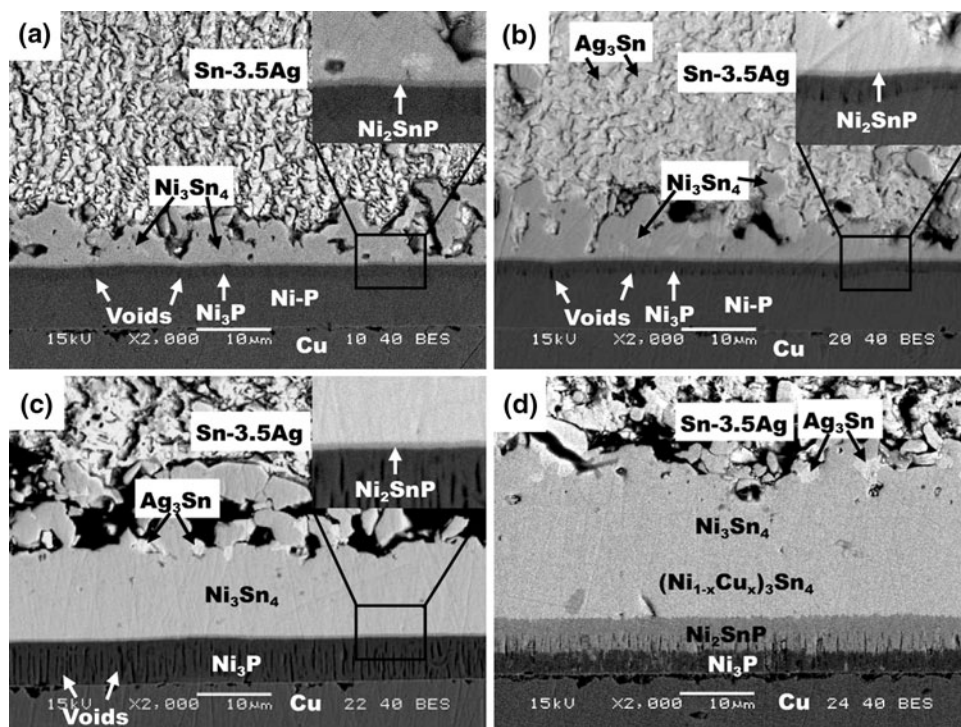 (a)
Sn-3.5Ag
Ni₂SnP
Ni₃Sn₄
Voids
Ni₃P
Ni-P
15kV X2,000 10µm 10 40 BES
Cu
(b)
Ag₃Sn
Sn-3.5Ag
Ni₂SnP
Ni₃Sn₄
Voids
Ni₃P
Ni-P
15kV X2,000 10µm 20 40 BES
Cu
(c)
Sn-3.5Ag
Ni₂SnP
Ag₃Sn
Ni₃Sn₄
Ni₃P
15kV X2,000 10µm 22 40 BES
Voids
Cu
(d)
Sn-3.5Ag
Ag₃Sn
Ni₃Sn₄
(Ni₁₋ₓCuₓ)₃Sn₄
Ni₂SnP
Ni₃P
15kV X2,000 10µm 24 40 BES
Cu